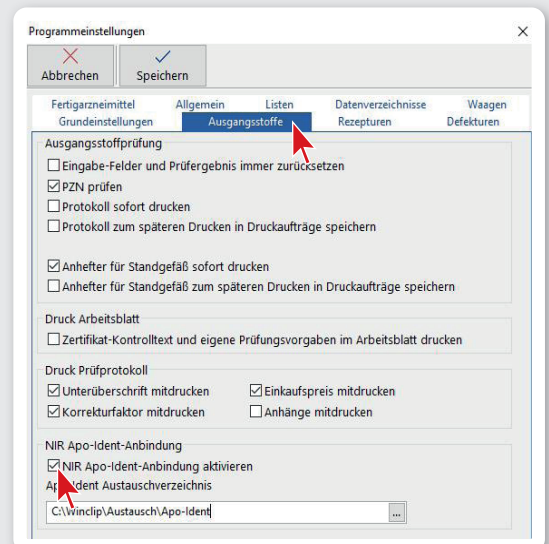 Programmeinstellungen
Abbrechen Speichern
Fertigarzneimittel Allgemein Listen Datenverzeichnisse Waagen
Grundeinstellungen Ausgangsstoffe Rezepturen Defekturen
Ausgangsstoffprüfung
Eingabe-Felder und Prüfergebnis immer zurücksetzen
PZN prüfen
Protokoll sofort drucken
Protokoll zum späteren Drucken in Druckaufträge speichern
Anhefter für Standgefäß sofort drucken
Anhefter für Standgefäß zum späteren Drucken in Druckaufträge speichern
Druck Arbeitsblatt
Zertifikat-Kontrolltext und eigene Prüfungsvorgaben im Arbeitsblatt drucken
Druck Prüfprotokoll
Unterüberschrift mitdrucken Einkaufspreis mitdrucken
Korrekturfaktor mitdrucken Anhänge mitdrucken
NIR Apo-Ident-Anbindung
NIR Apo-Ident-Anbindung aktivieren
Apo-Ident Austauschverzeichnis
C:\Winclip\Austausch\Apo-Ident ...